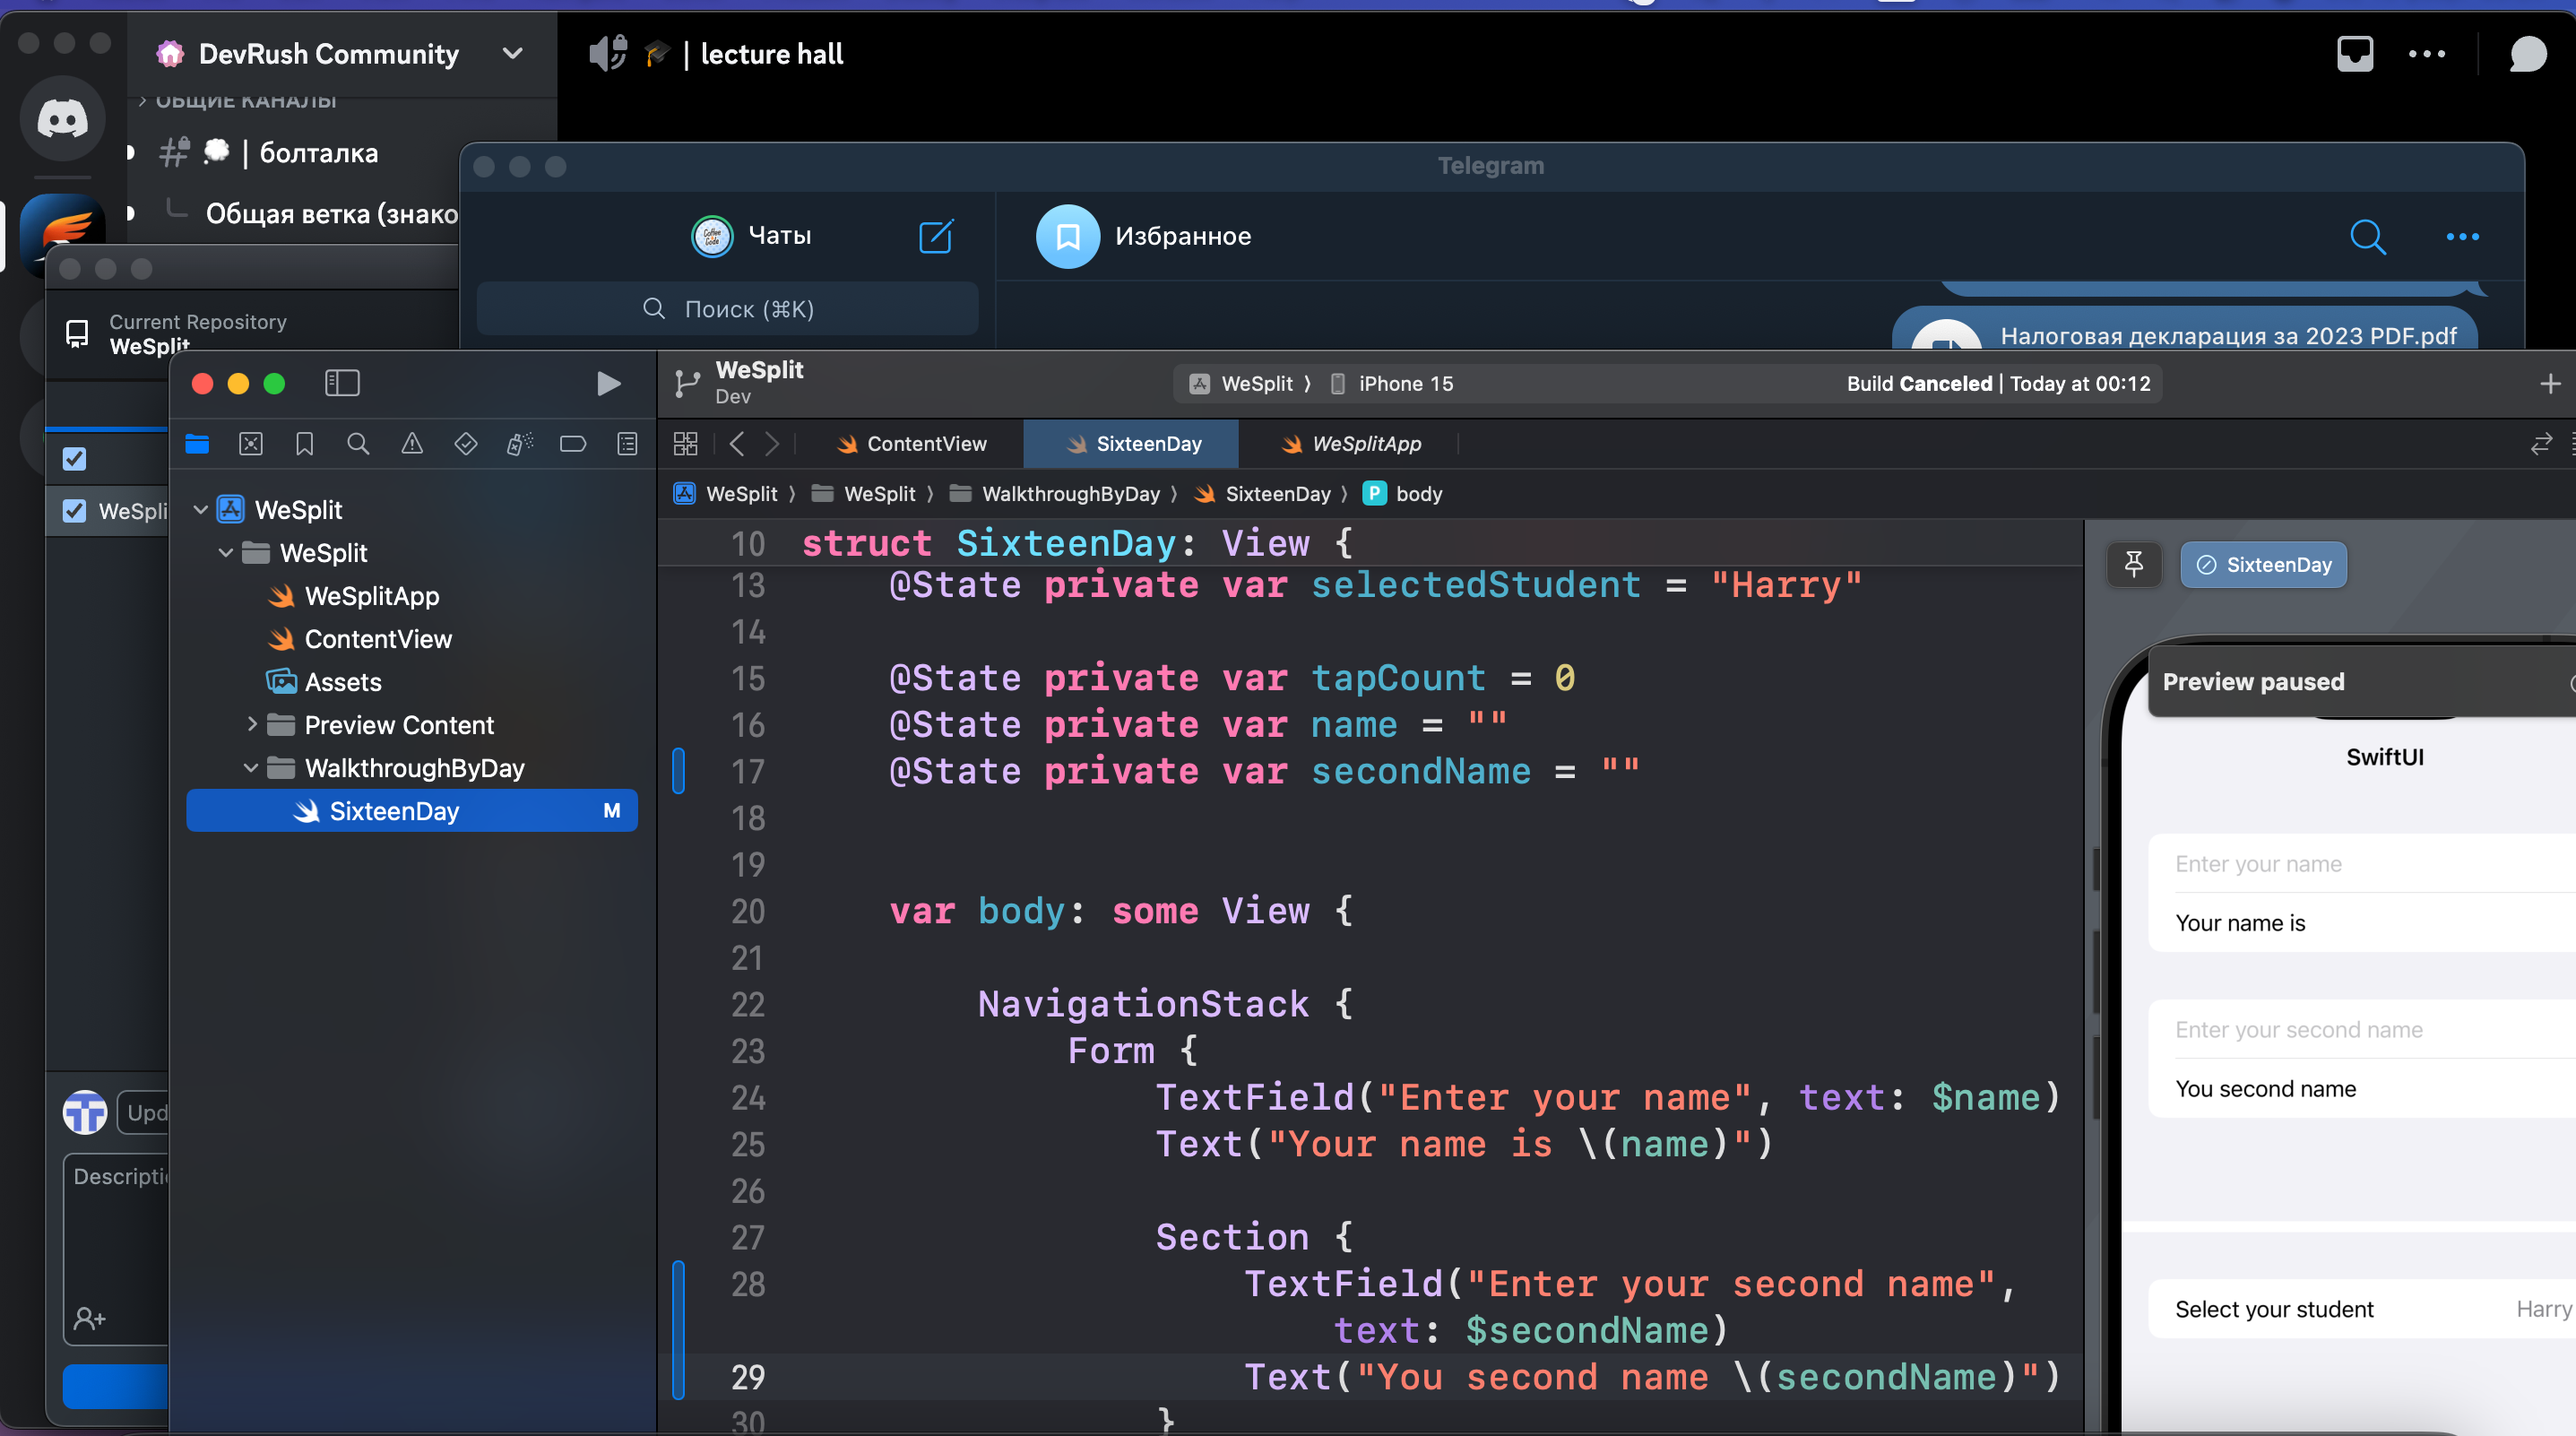 DevRush Community
| lecture hall
ОБЩИЕ КАНАЛЫ
| болталка
Общая ветка (знако
Telegram
Чаты
Избранное
Поиск (⌘K)
Налоговая декларация за 2023 PDF.pdf
Current Repository
WeSplit
WeSpli
Upd
Descripti
WeSplit
Dev
WeSplit ⟩ iPhone 15
Build Canceled | Today at 00:12
ContentView
SixteenDay
WeSplitApp
WeSplit ⟩ WeSplit ⟩ WalkthroughByDay ⟩ SixteenDay ⟩ P body
WeSplit
WeSplit
WeSplitApp
ContentView
Assets
Preview Content
WalkthroughByDay
SixteenDay M
10 struct SixteenDay: View {
13 @State private var selectedStudent = "Harry"
14
15 @State private var tapCount = 0
16 @State private var name = ""
17 @State private var secondName = ""
18
19
20 var body: some View {
21
22 NavigationStack {
23 Form {
24 TextField("Enter your name", text: $name)
25 Text("Your name is \(name)")
26
27 Section {
28 TextField("Enter your second name",
text: $secondName)
29 Text("You second name \(secondName)")
30 }
SixteenDay
Preview paused
SwiftUI
Enter your name
Your name is
Enter your second name
You second name
Select your student Harry